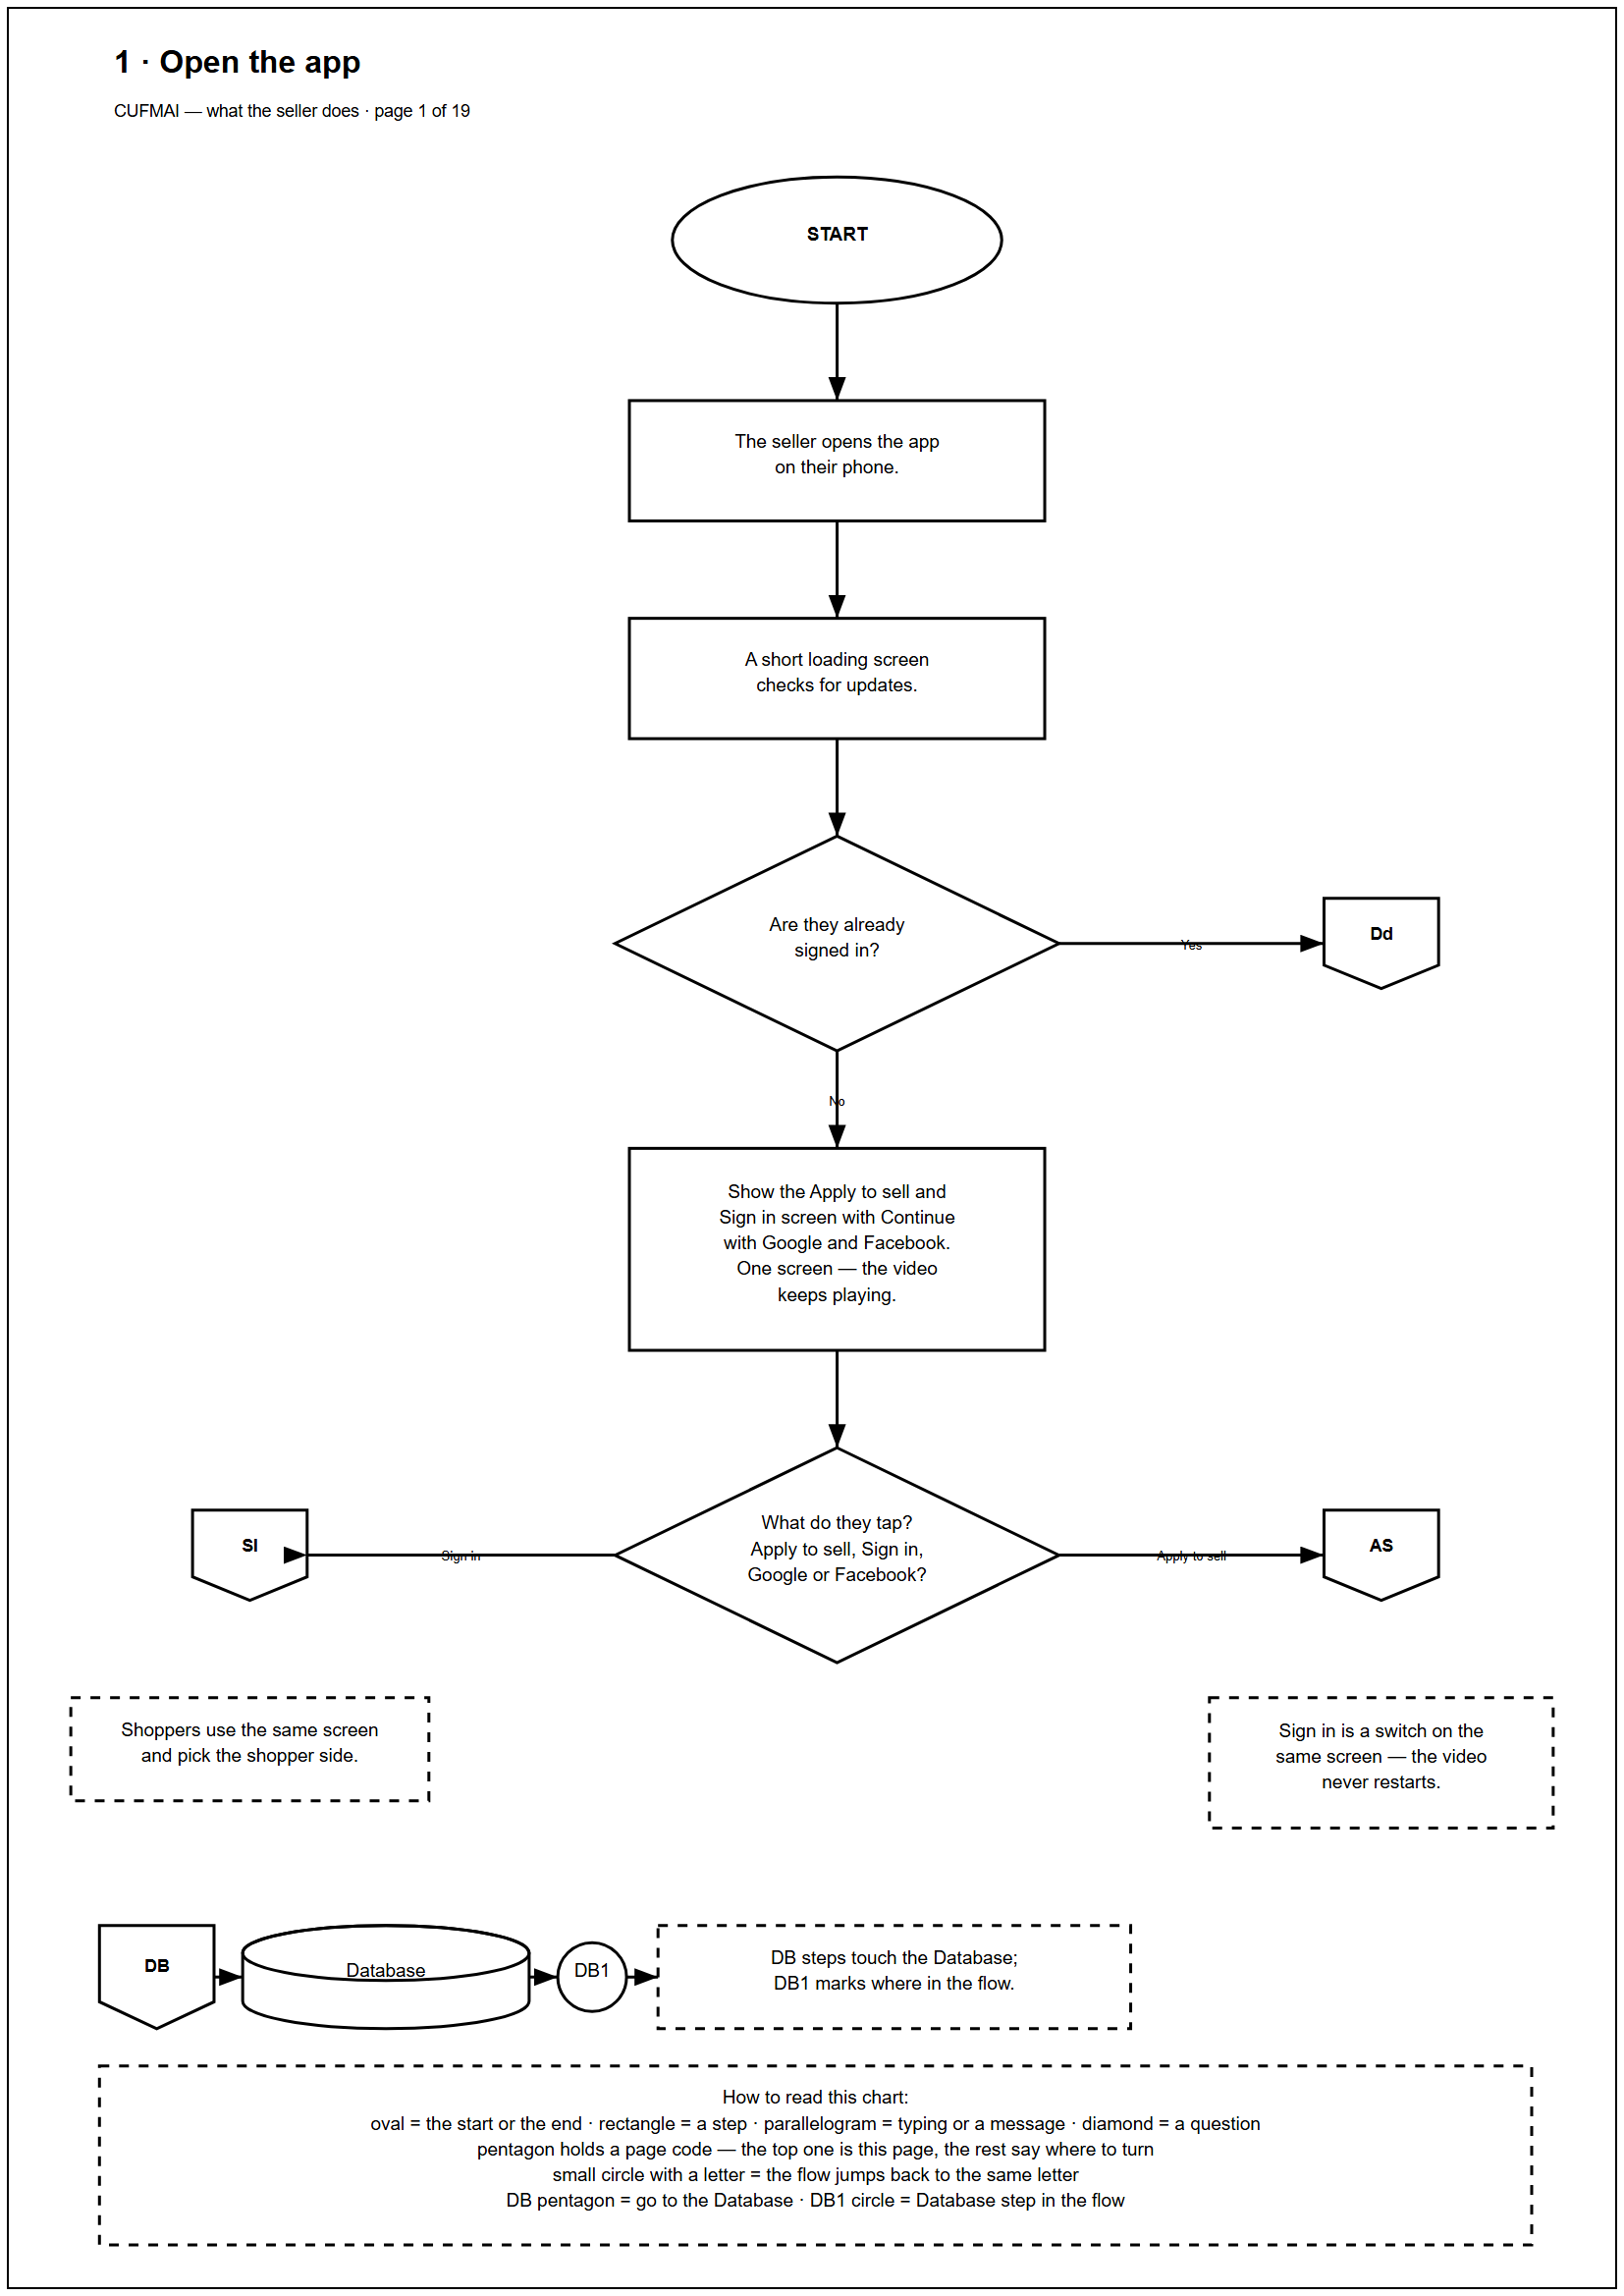 1 · Open the app
CUFMAI — what the seller does · page 1 of 19
START
The seller opens the app
on their phone.
A short loading screen
checks for updates.
Are they already
signed in?
Yes
Dd
No
Show the Apply to sell and
Sign in screen with Continue
with Google and Facebook.
One screen — the video
keeps playing.
SI
Sign in
What do they tap?
Apply to sell, Sign in,
Google or Facebook?
Apply to sell
AS
Shoppers use the same screen
and pick the shopper side.
Sign in is a switch on the
same screen — the video
never restarts.
DB
Database
DB1
DB steps touch the Database;
DB1 marks where in the flow.
How to read this chart:
oval = the start or the end · rectangle = a step · parallelogram = typing or a message · diamond = a question
pentagon holds a page code — the top one is this page, the rest say where to turn
small circle with a letter = the flow jumps back to the same letter
DB pentagon = go to the Database · DB1 circle = Database step in the flow